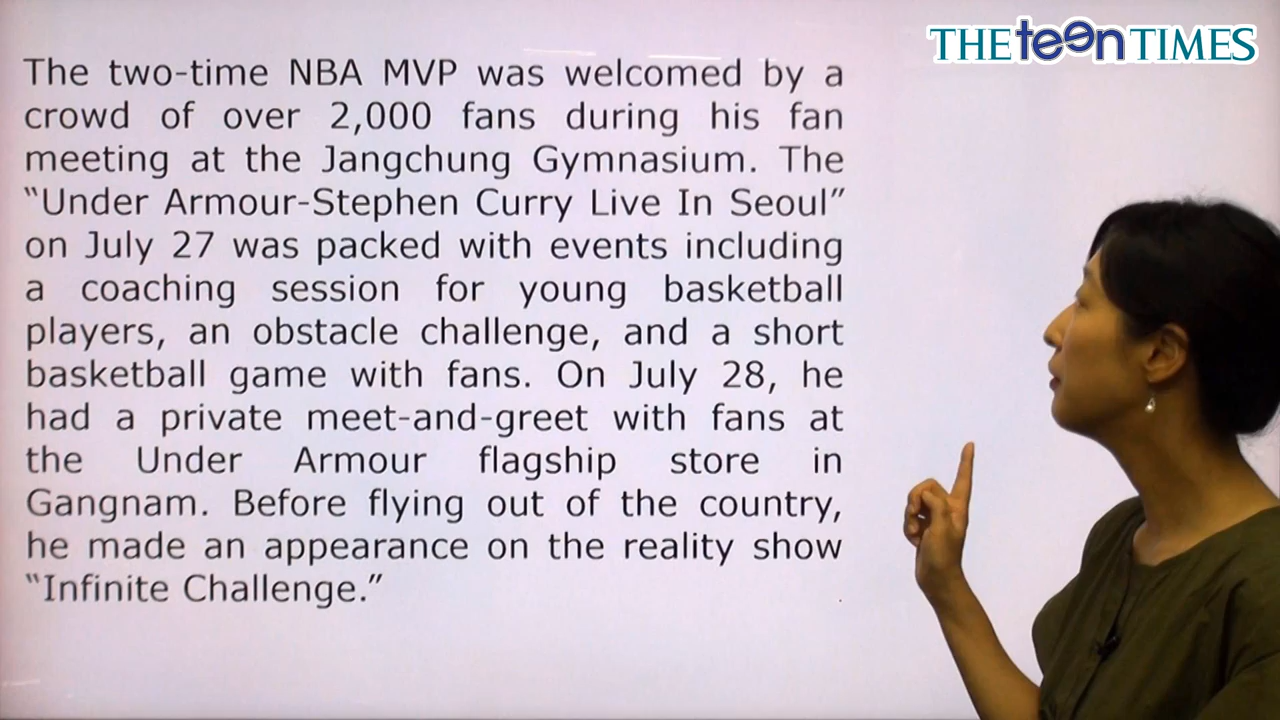 THE teen TIMES
The two-time NBA MVP was welcomed by a
crowd of over 2,000 fans during his fan
meeting at the Jangchung Gymnasium. The
“Under Armour-Stephen Curry Live In Seoul”
on July 27 was packed with events including
a coaching session for young basketball
players, an obstacle challenge, and a short
basketball game with fans. On July 28, he
had a private meet-and-greet with fans at
the Under Armour flagship store in
Gangnam. Before flying out of the country,
he made an appearance on the reality show
“Infinite Challenge.”